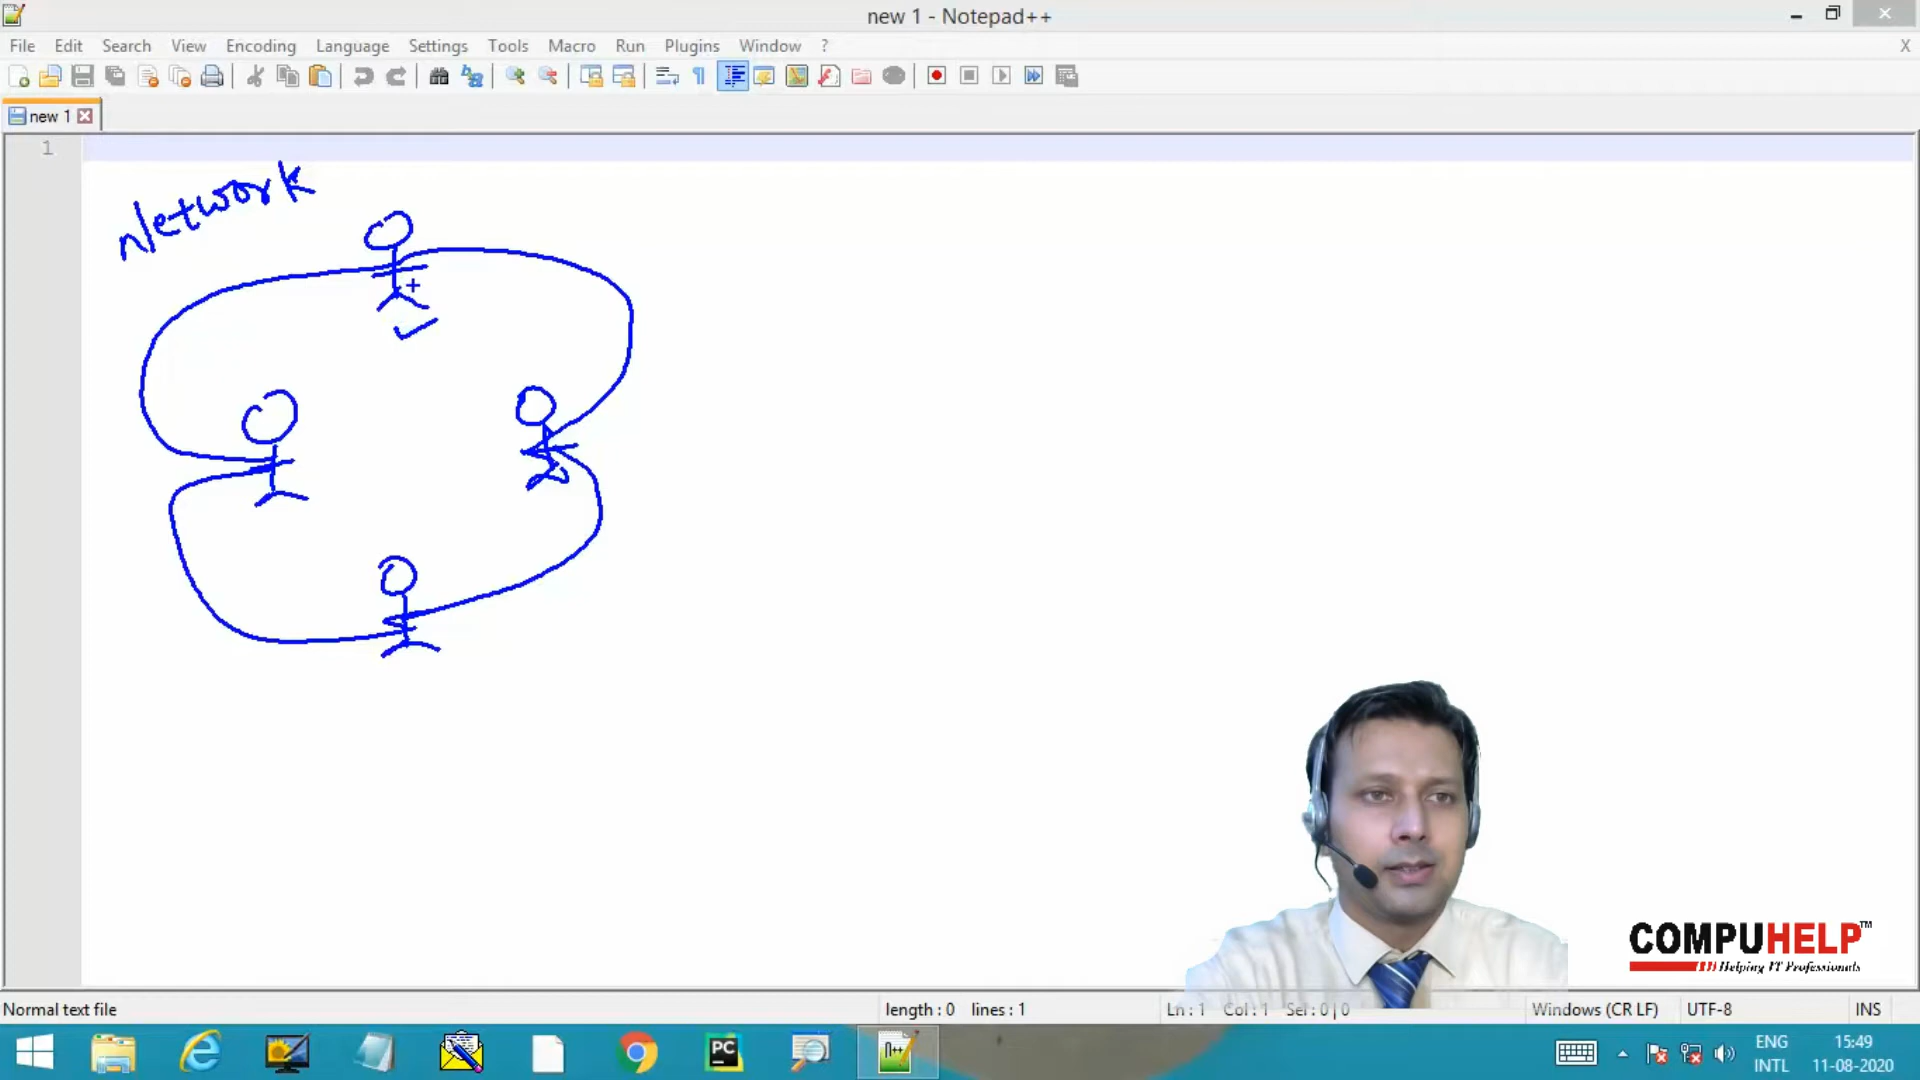 new 1 - Notepad++
File Edit Search View Encoding Language Settings Tools Macro Run Plugins Window ? X
new 1
1
Network
COMPUHELP™
Helping IT Professionals
Normal text file length : 0 lines : 1 Ln : 1 Col : 1 Sel : 0 | 0 Windows (CR LF) UTF-8 INS
PC
n++
ENG 15:49
INTL 11-08-2020